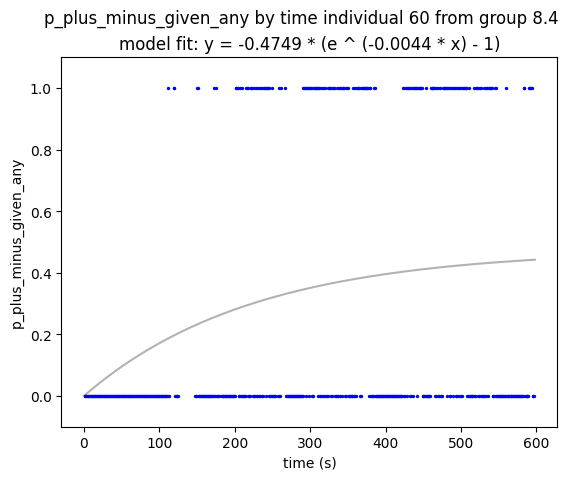 p_plus_minus_given_any by time individual 60 from group 8.4
model fit: y = -0.4749 * (e ^ (-0.0044 * x) - 1)
1.0
0.8
0.6
0.4
0.2
0.0
p_plus_minus_given_any
0 100 200 300 400 500 600
time (s)